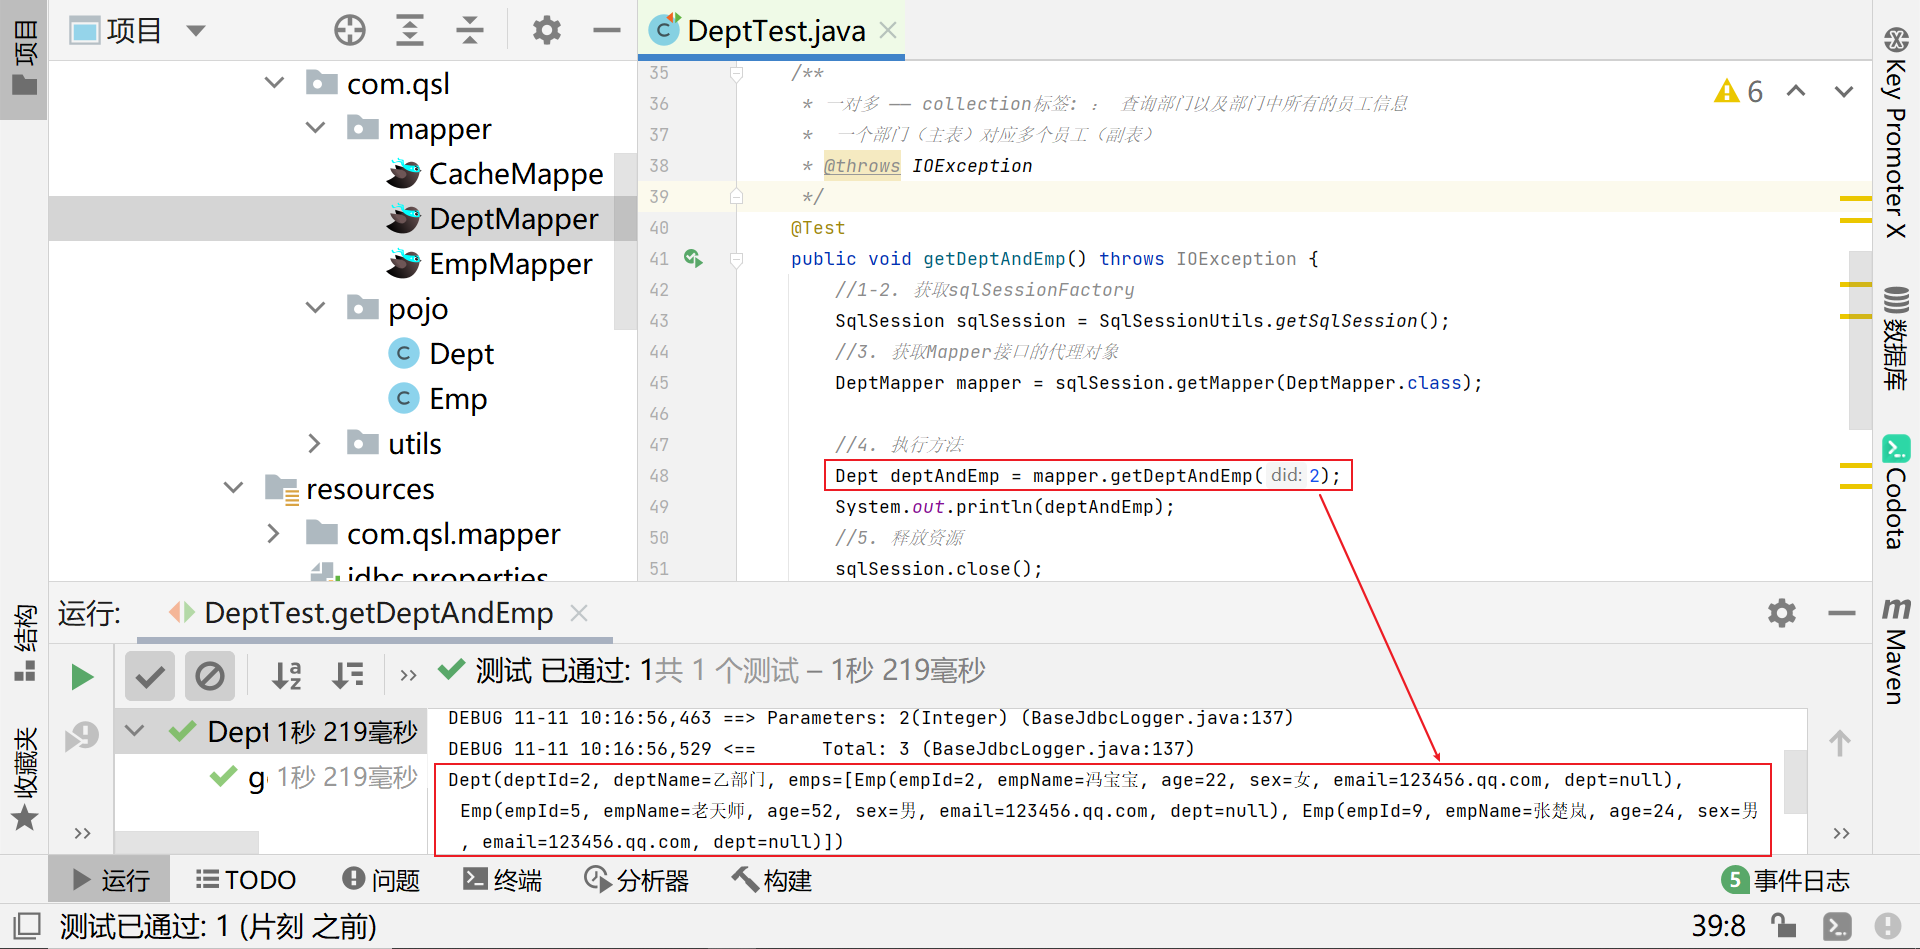 项目
DeptTest.java
com.qsl
mapper
CacheMappe
DeptMapper
EmpMapper
pojo
Dept
Emp
utils
resources
com.qsl.mapper
jdbc.properties
35 /**
36 * 一对多 —— collection标签: : 查询部门以及部门中所有的员工信息
37 * 一个部门（主表）对应多个员工（副表）
38 * @throws IOException
39 */
40 @Test
41 public void getDeptAndEmp() throws IOException {
42 //1-2. 获取sqlSessionFactory
43 SqlSession sqlSession = SqlSessionUtils.getSqlSession();
44 //3. 获取Mapper接口的代理对象
45 DeptMapper mapper = sqlSession.getMapper(DeptMapper.class);
46
47 //4. 执行方法
48 Dept deptAndEmp = mapper.getDeptAndEmp( did: 2);
49 System.out.println(deptAndEmp);
50 //5. 释放资源
51 sqlSession.close();
6
项目
结构
收藏夹
Key Promoter X
数据库
Codota
Maven
运行: DeptTest.getDeptAndEmp
测试 已通过: 1共 1 个测试 – 1秒 219毫秒
Dept 1秒 219毫秒
g 1秒 219毫秒
DEBUG 11-11 10:16:56,463 ==> Parameters: 2(Integer) (BaseJdbcLogger.java:137)
DEBUG 11-11 10:16:56,529 <== Total: 3 (BaseJdbcLogger.java:137)
Dept(deptId=2, deptName=乙部门, emps=[Emp(empId=2, empName=冯宝宝, age=22, sex=女, email=123456.qq.com, dept=null),
Emp(empId=5, empName=老天师, age=52, sex=男, email=123456.qq.com, dept=null), Emp(empId=9, empName=张楚岚, age=24, sex=男
, email=123456.qq.com, dept=null)])
运行 TODO 问题 终端 分析器 构建 5 事件日志
测试已通过: 1 (片刻 之前) 39:8